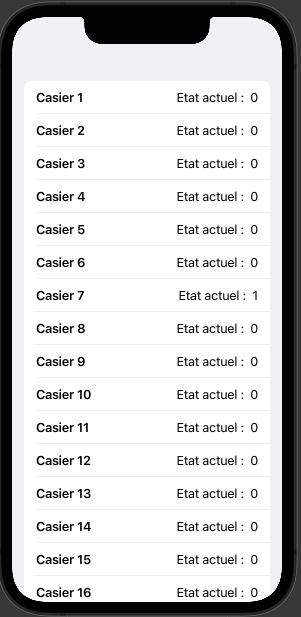 Casier 1 Etat actuel : 0
Casier 2 Etat actuel : 0
Casier 3 Etat actuel : 0
Casier 4 Etat actuel : 0
Casier 5 Etat actuel : 0
Casier 6 Etat actuel : 0
Casier 7 Etat actuel : 1
Casier 8 Etat actuel : 0
Casier 9 Etat actuel : 0
Casier 10 Etat actuel : 0
Casier 11 Etat actuel : 0
Casier 12 Etat actuel : 0
Casier 13 Etat actuel : 0
Casier 14 Etat actuel : 0
Casier 15 Etat actuel : 0
Casier 16 Etat actuel : 0